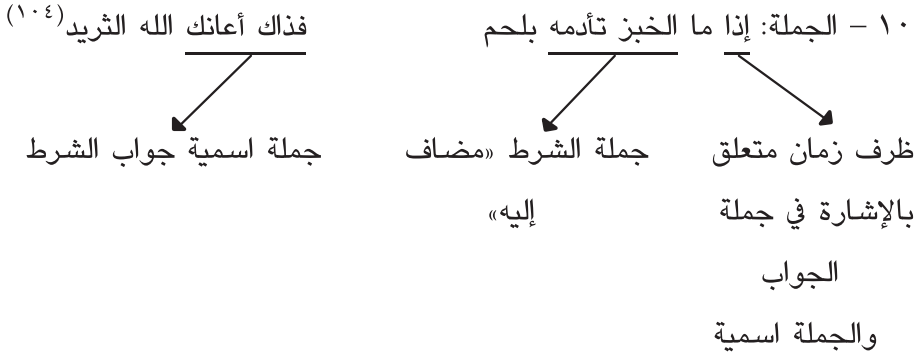 ١٠ – الجملة: إذا ما الخبز تأدمه بلحم فذاك أعانك الله الثريد(١٠٤)
ظرف زمان متعلق جملة الشرط «مضاف جملة اسمية جواب الشرط
بالإشارة في جملة إليه»
الجواب
والجملة اسمية